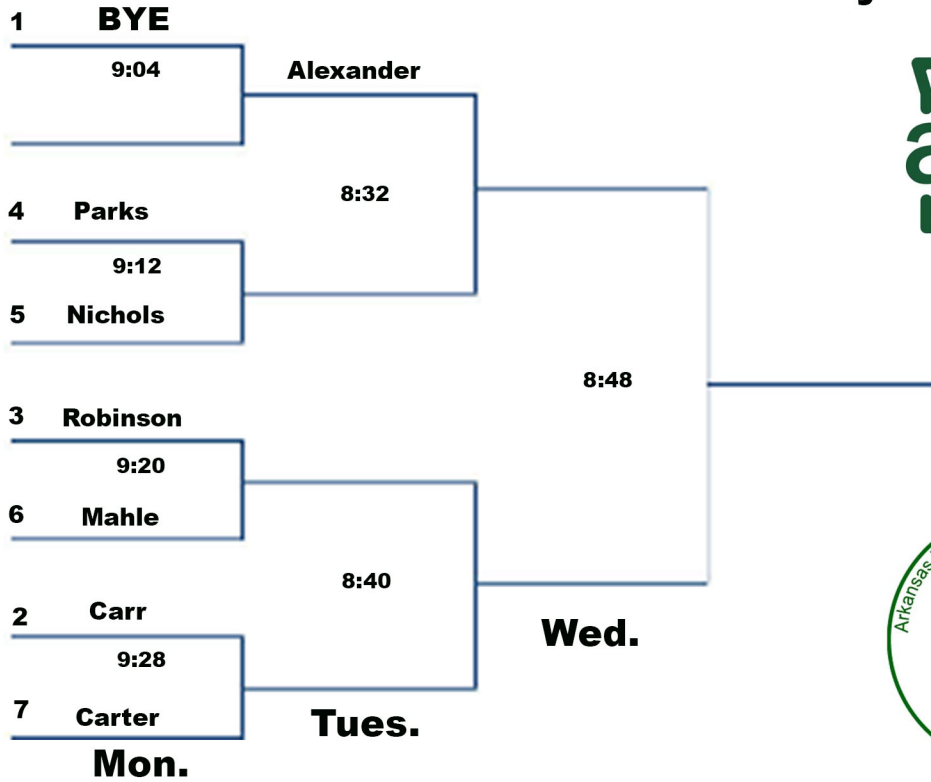 1 BYE
9:04
Alexander
8:32
4 Parks
9:12
5 Nichols
8:48
3 Robinson
9:20
6 Mahle
8:40
2 Carr
9:28
7 Carter
Wed.
Tues.
Mon.
Arkansas